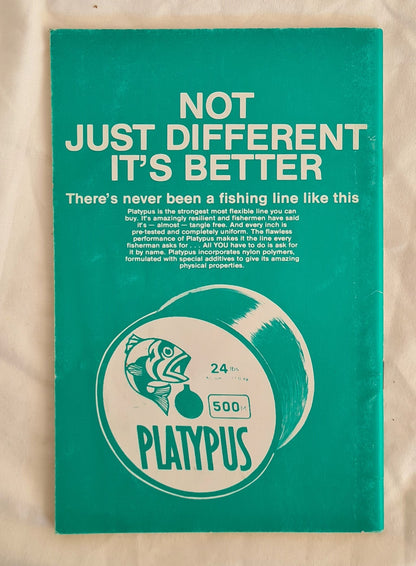 NOT
JUST DIFFERENT
IT'S BETTER
There's never been a fishing line like this
Platypus is the strongest most flexible line you can
buy. It's amazingly resilient and fishermen have said
it's — almost — tangle free. And every inch is
pre-tested and completely uniform. The flawless
performance of Platypus makes it the line every
fisherman asks for . . . All YOU have to do is ask for
it by name. Platypus incorporates nylon polymers,
formulated with special additives to give its amazing
physical properties.
24 lbs
500
PLATYPUS